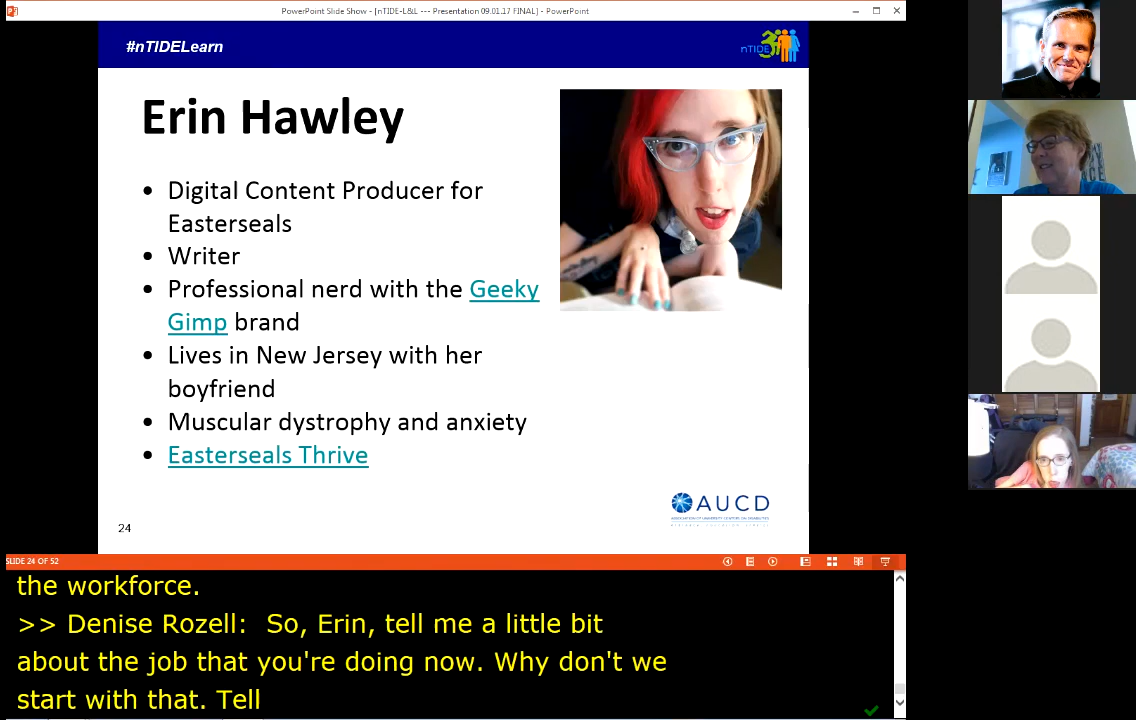 PowerPoint Slide Show - [nTIDE-L&L --- Presentation 09.01.17 FINAL] - PowerPoint
#nTIDELearn
nTIDE
Erin Hawley
• Digital Content Producer for
Easterseals
• Writer
• Professional nerd with the Geeky
Gimp brand
• Lives in New Jersey with her
boyfriend
• Muscular dystrophy and anxiety
• Easterseals Thrive
AUCD
24
SLIDE 24 OF 52
the workforce.
>> Denise Rozell:  So, Erin, tell me a little bit
about the job that you're doing now. Why don't we
start with that. Tell